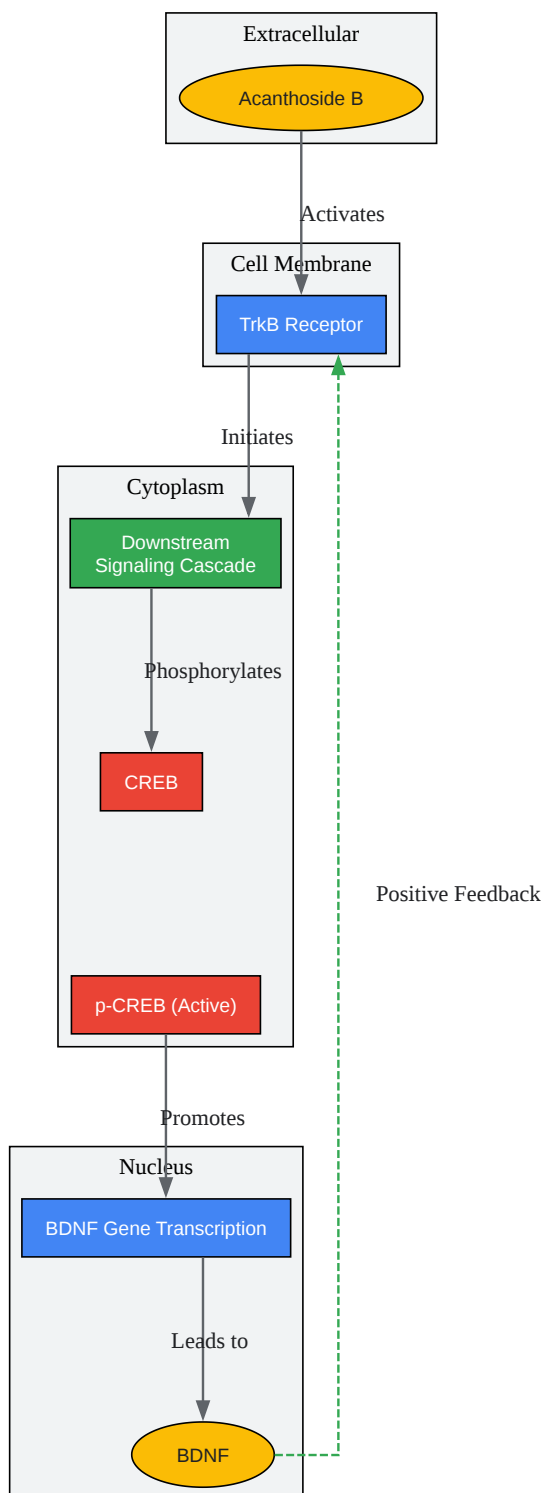 Extracellular
Acanthoside B
Activates
Cell Membrane
TrkB Receptor
Initiates
Cytoplasm
Downstream
Signaling Cascade
Phosphorylates
CREB
Positive Feedback
p-CREB (Active)
Promotes
Nucleus
BDNF Gene Transcription
Leads to
BDNF